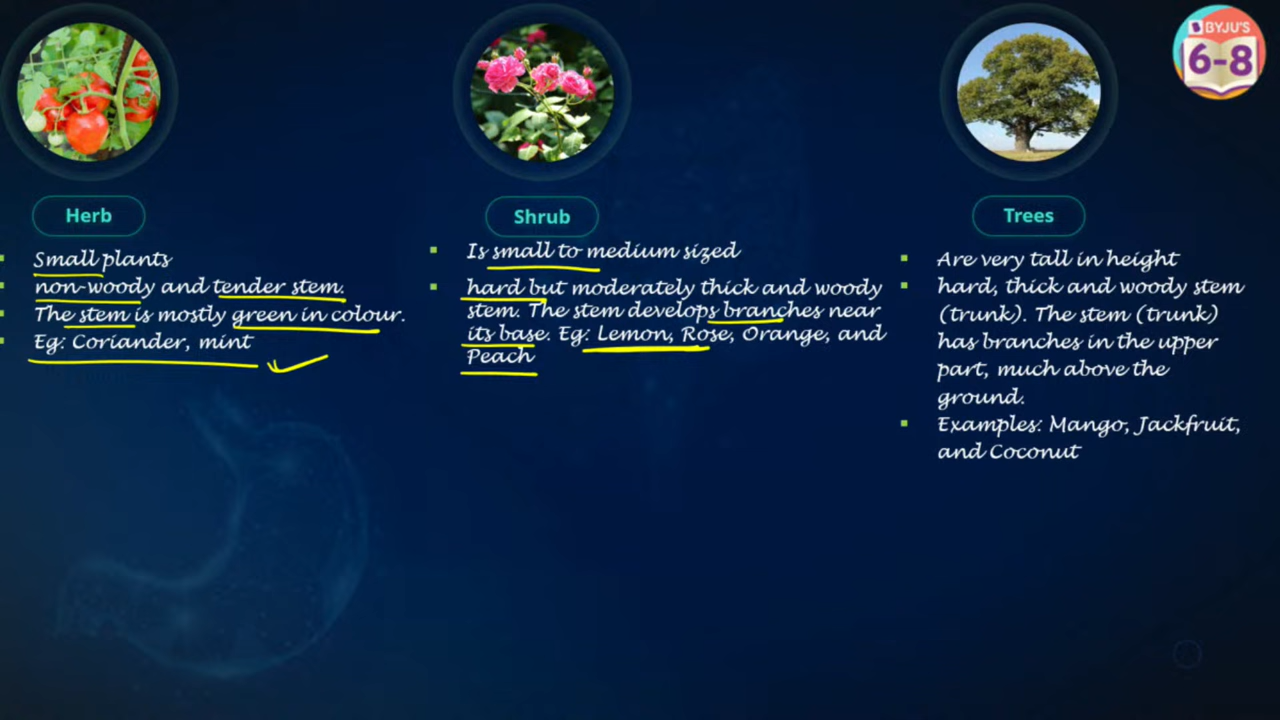 BYJU'S
6-8
Herb
Small plants
non-woody and tender stem.
The stem is mostly green in colour.
Eg: Coriander, mint
Shrub
Is small to medium sized
hard but moderately thick and woody
stem. The stem develops branches near
its base. Eg: Lemon, Rose, Orange, and
Peach
Trees
Are very tall in height
hard, thick and woody stem
(trunk). The stem (trunk)
has branches in the upper
part, much above the
ground.
Examples: Mango, Jackfruit,
and Coconut